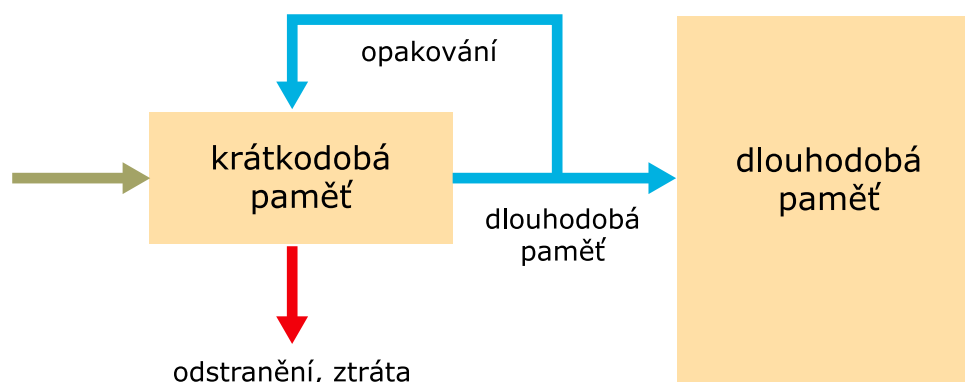 opakování
krátkodobá
paměť
dlouhodobá
paměť
dlouhodobá
paměť
odstranění, ztráta